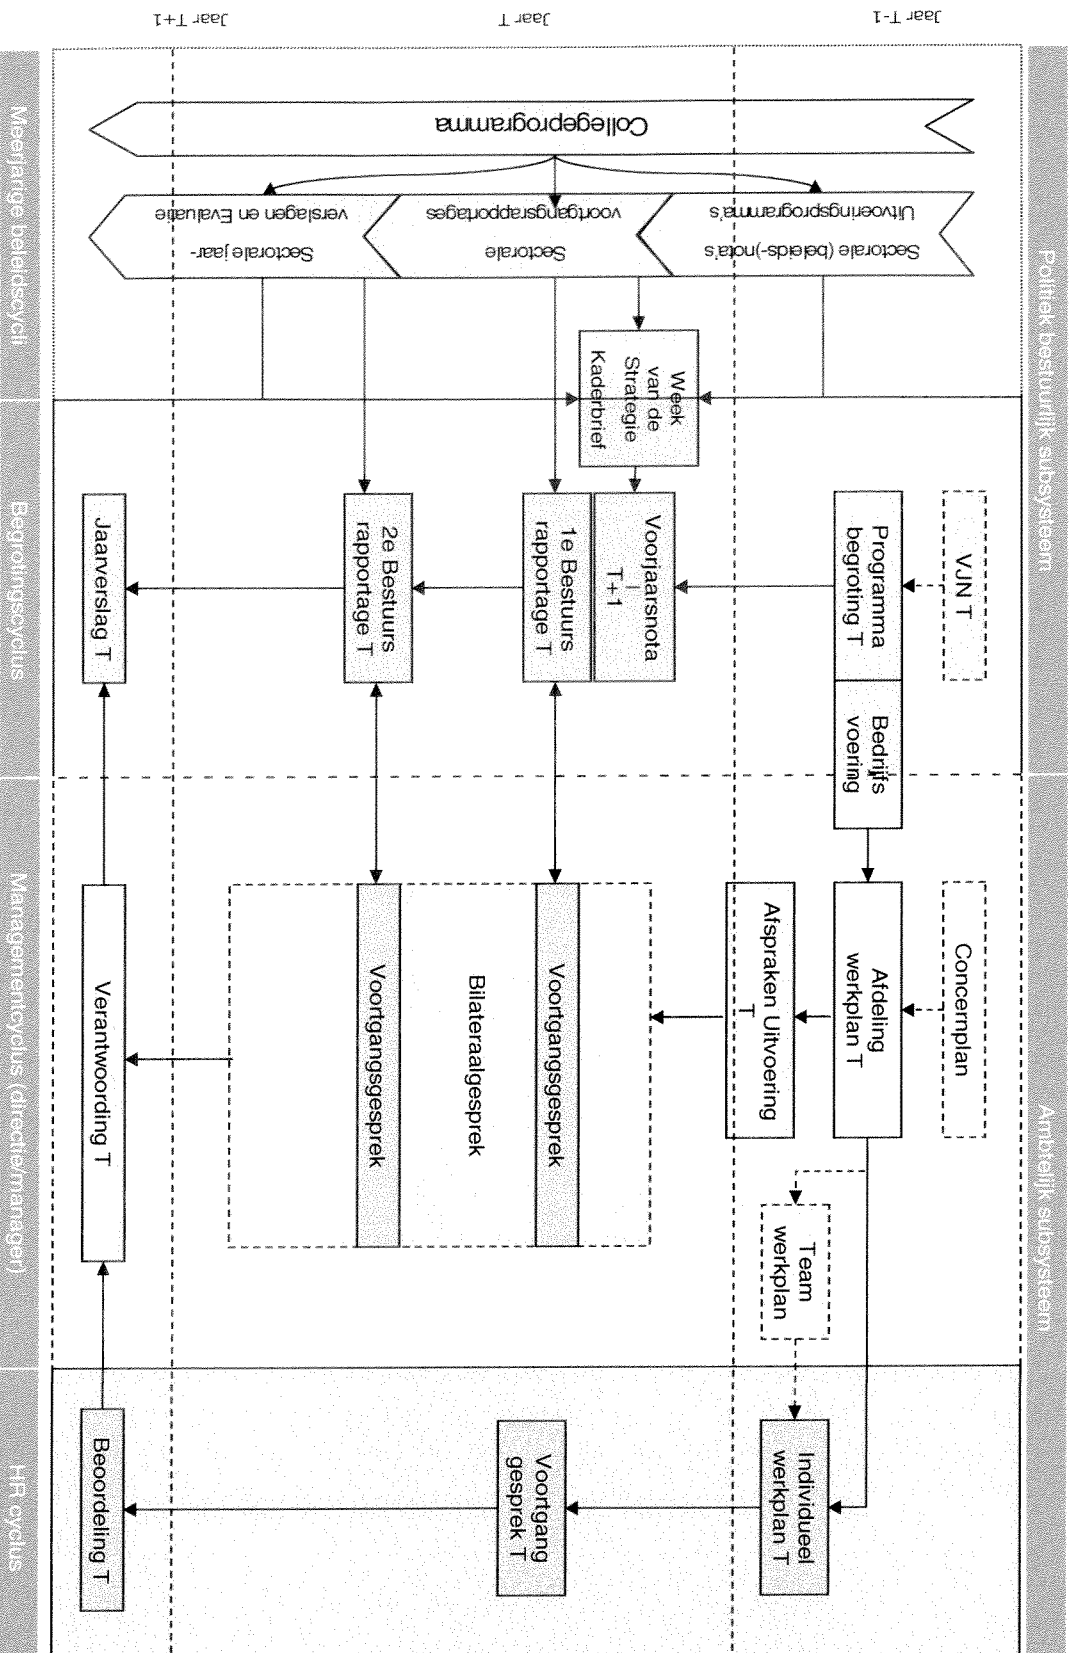 Jaar T-1
Jaar T
Jaar T+1
Politiek bestuurlijk subsysteem
Ambtelijk subsysteem
Meerjarige beleidscycli
Begrotingscyclus
Managementcyclus (directie/manager)
HR cyclus
Collegeprogramma
Sectorale (beleids-)nota's
Uitvoeringsprogramma's
Sectorale
voortgangsrapportages
Sectorale jaar-
verslagen en Evaluatie
Week
van de
Strategie
Kaderbrief
VJN T
Programma
begroting T
Bedrijfs
voering
Voorjaarsnota
T+1
1e Bestuurs
rapportage T
2e Bestuurs
rapportage T
Jaarverslag T
Concernplan
Afdeling
werkplan T
Afspraken Uitvoering
T
Voortgangsgesprek
Bilateraalgesprek
Voortgangsgesprek
Verantwoording T
Team
werkplan
Individueel
werkplan T
Voortgang
gesprek T
Beoordeling T